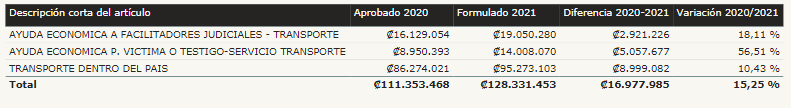 Descripción corta del artículo Aprobado 2020 Formulado 2021 Diferencia 2020-2021 Variación 2020/2021
AYUDA ECONOMICA A FACILITADORES JUDICIALES - TRANSPORTE ₡16.129.054 ₡19.050.280 ₡2.921.226 18,11 %
AYUDA ECONOMICA P. VICTIMA O TESTIGO-SERVICIO TRANSPORTE ₡8.950.393 ₡14.008.070 ₡5.057.677 56,51 %
TRANSPORTE DENTRO DEL PAIS ₡86.274.021 ₡95.273.103 ₡8.999.082 10,43 %
Total ₡111.353.468 ₡128.331.453 ₡16.977.985 15,25 %